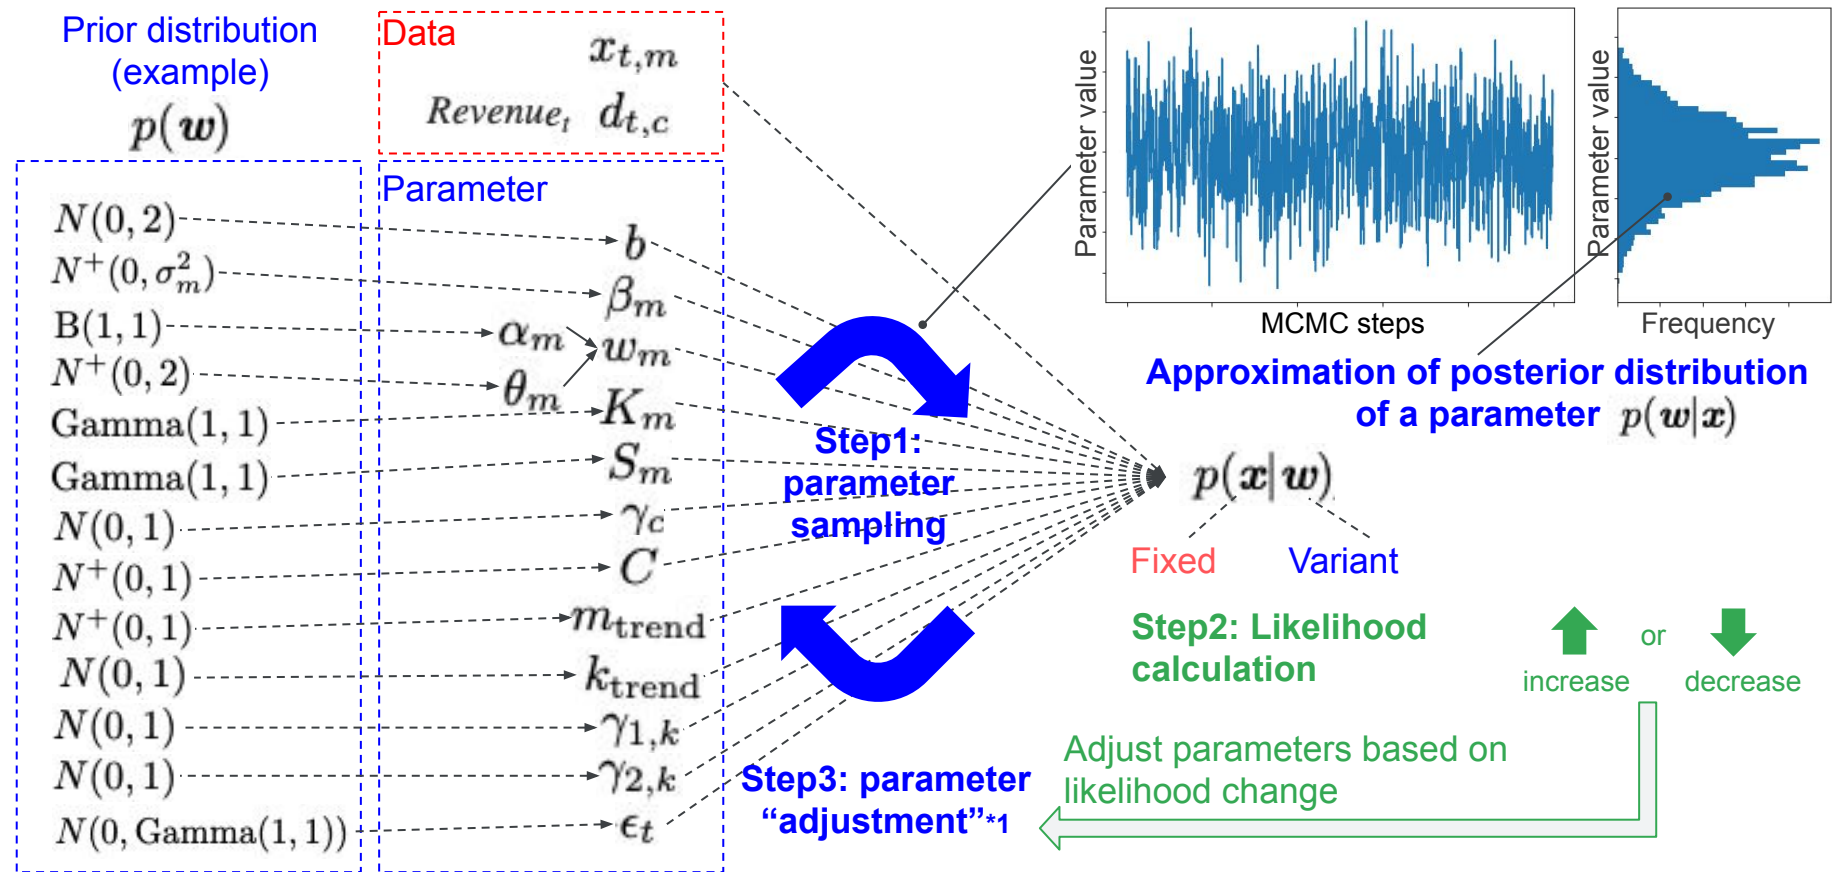 Prior distribution
(example)
p(w)
N(0, 2)
N⁺(0, σ²ₘ)
B(1, 1)
N⁺(0, 2)
Gamma(1, 1)
Gamma(1, 1)
N(0, 1)
N⁺(0, 1)
N⁺(0, 1)
N(0, 1)
N(0, 1)
N(0, 1)
N(0, Gamma(1, 1))
Data
x_{t,m}
Revenue_t d_{t,c}
Parameter
b
β_m
α_m w_m
θ_m
K_m
S_m
γ_c
C
m_trend
k_trend
γ_{1,k}
γ_{2,k}
ϵ_t
Step1:
parameter
sampling
Step3: parameter
“adjustment”*1
Parameter value
MCMC steps
Parameter value
Frequency
Approximation of posterior distribution
of a parameter p(w|x)
p(x|w)
Fixed Variant
Step2: Likelihood
calculation
or
increase decrease
Adjust parameters based on
likelihood change